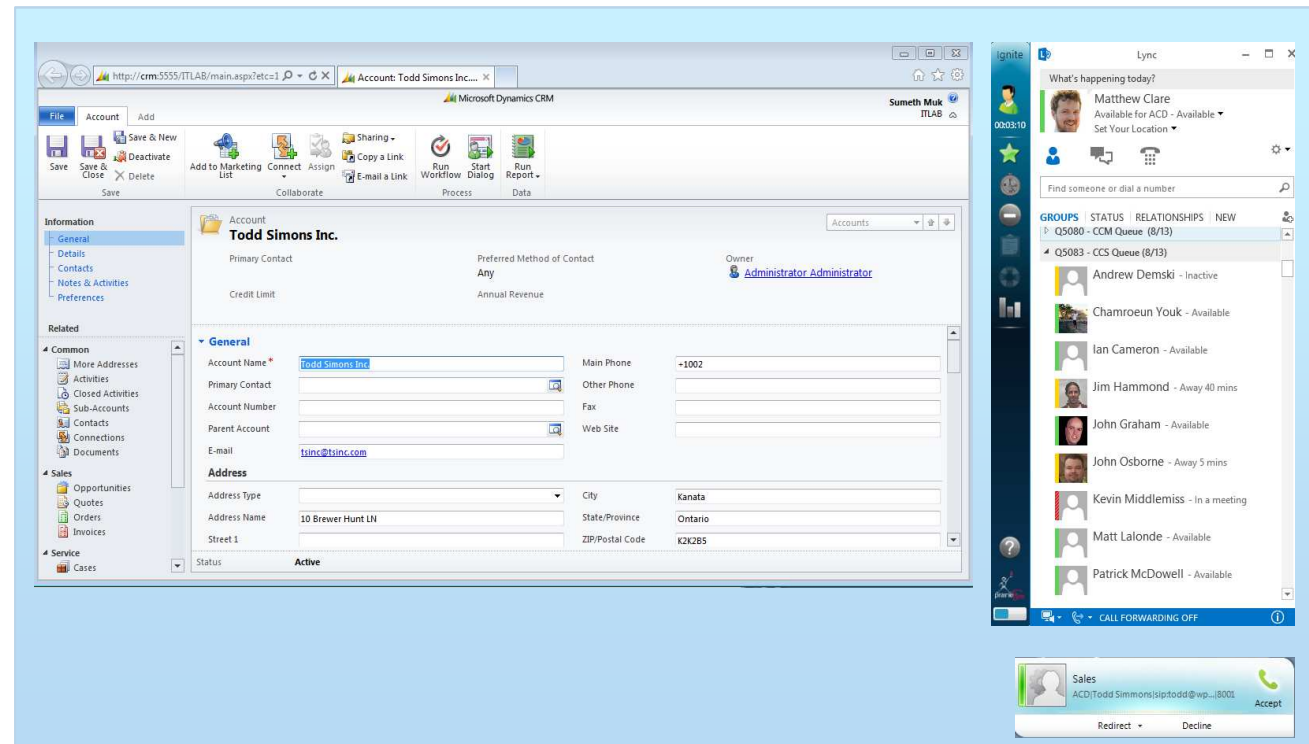 http://crm:5555/ITLAB/main.aspx?etc=1
Account: Todd Simons Inc....
Microsoft Dynamics CRM
Sumeth Muk
ITLAB
File
Account
Add
Save
Save & Close
Save & New
Deactivate
Delete
Add to Marketing List
Connect
Assign
Sharing
Copy a Link
E-mail a Link
Run Workflow
Start Dialog
Run Report
Save
Collaborate
Process
Data
Information
General
Details
Contacts
Notes & Activities
Preferences
Related
Common
More Addresses
Activities
Closed Activities
Sub-Accounts
Contacts
Connections
Documents
Sales
Opportunities
Quotes
Orders
Invoices
Service
Cases
Account
Todd Simons Inc.
Accounts
Primary Contact
Preferred Method of Contact
Any
Owner
Administrator Administrator
Credit Limit
Annual Revenue
General
Account Name*
Todd Simons Inc.
Main Phone
+1002
Primary Contact
Other Phone
Account Number
Fax
Parent Account
Web Site
E-mail
tsinc@tsinc.com
Address
Address Type
City
Kanata
Address Name
10 Brewer Hunt LN
State/Province
Ontario
Street 1
ZIP/Postal Code
K2K2B5
Status
Active
Ignite
00:03:10
Lync
What's happening today?
Matthew Clare
Available for ACD - Available
Set Your Location
Find someone or dial a number
GROUPS STATUS RELATIONSHIPS NEW
Q5080 - CCM Queue (8/13)
Q5083 - CCS Queue (8/13)
Andrew Demski - Inactive
Chamroeun Youk - Available
Ian Cameron - Available
Jim Hammond - Away 40 mins
John Graham - Available
John Osborne - Away 5 mins
Kevin Middlemiss - In a meeting
Matt Lalonde - Available
Patrick McDowell - Available
CALL FORWARDING OFF
Sales
ACD|Todd Simmons|sip:todd@wp...|8001
Accept
Redirect
Decline